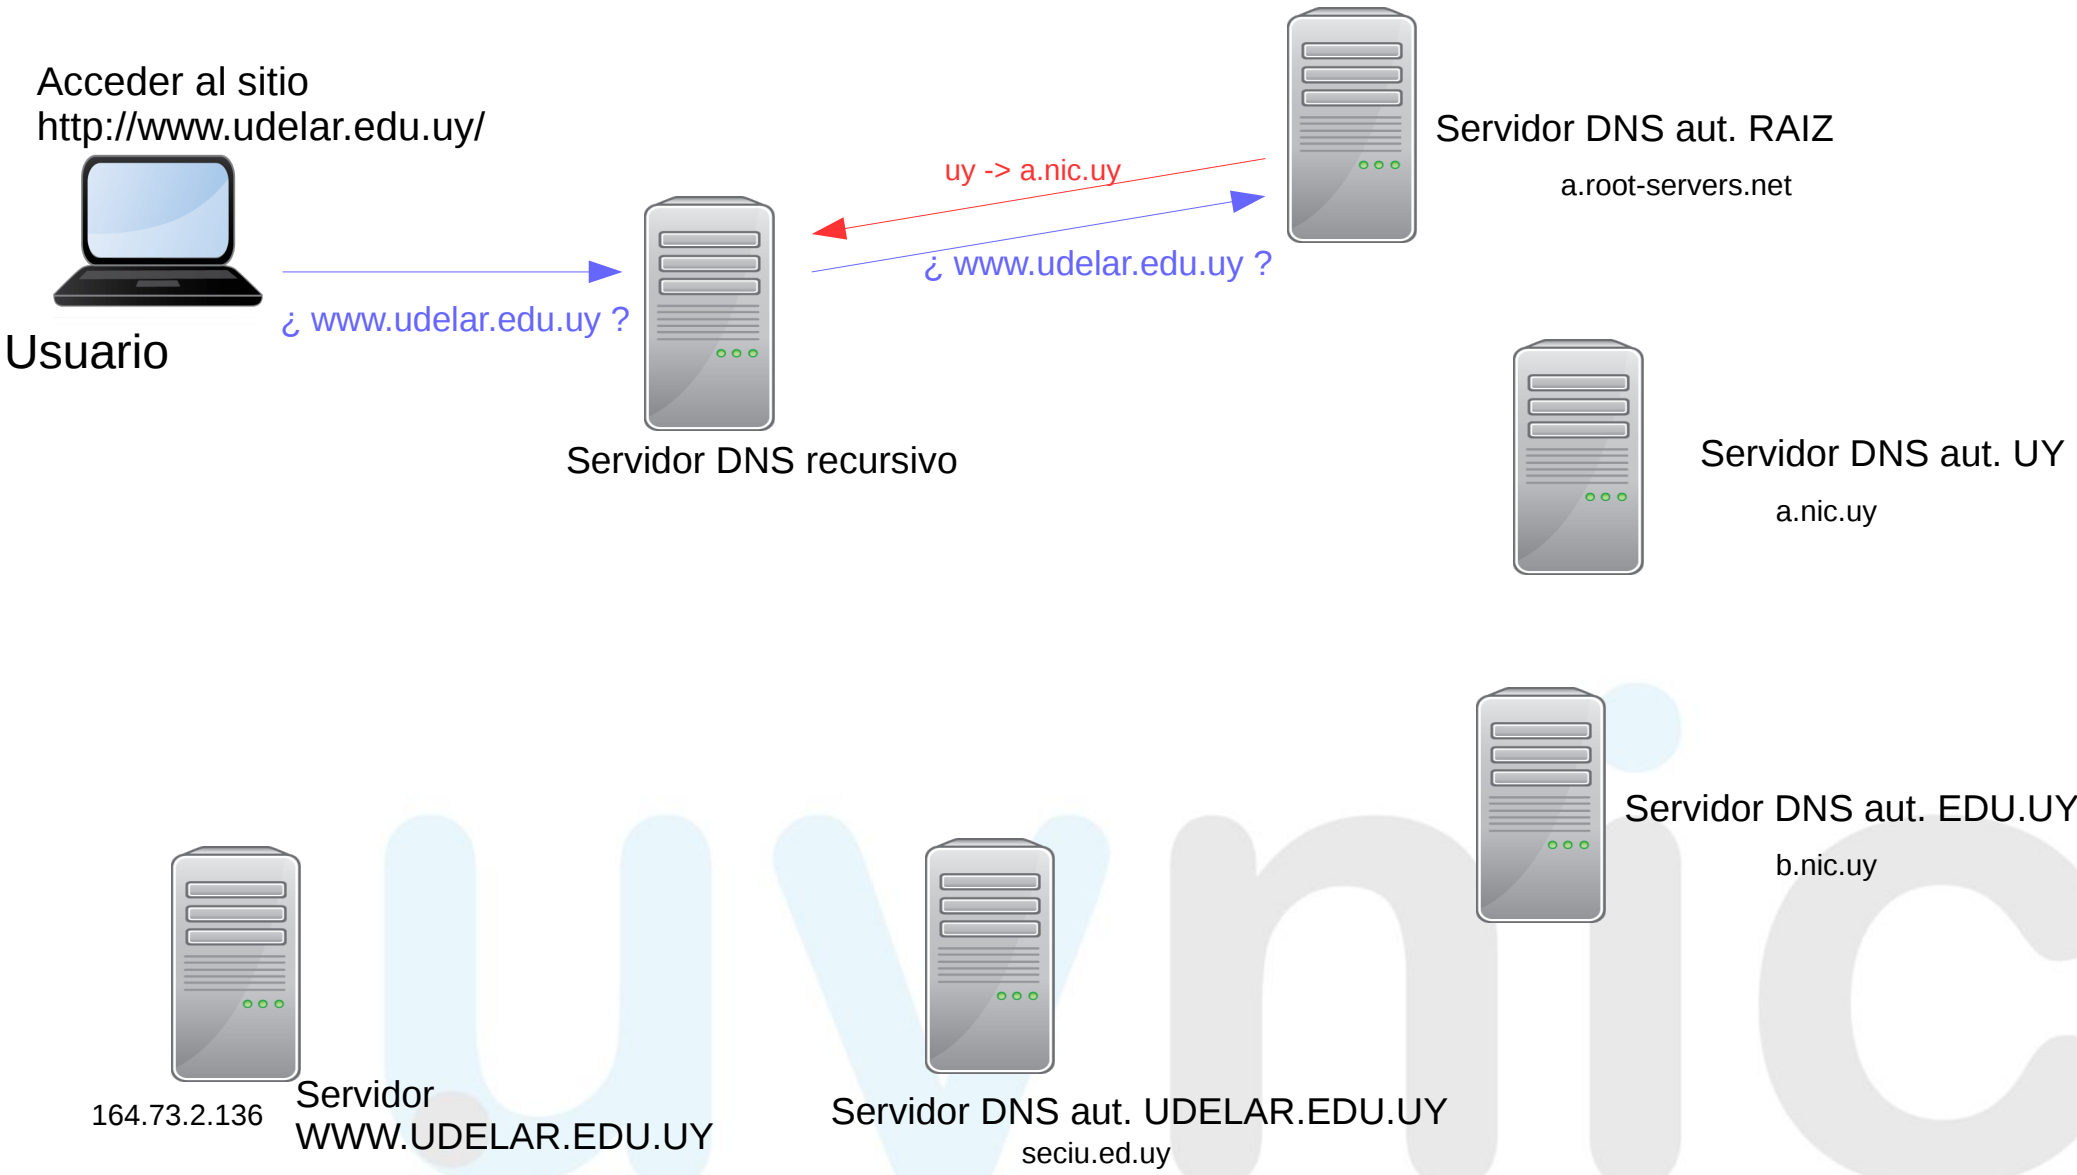 Acceder al sitio
http://www.udelar.edu.uy/
Usuario
¿ www.udelar.edu.uy ?
Servidor DNS recursivo
uy -> a.nic.uy
¿ www.udelar.edu.uy ?
Servidor DNS aut. RAIZ
a.root-servers.net
Servidor DNS aut. UY
a.nic.uy
Servidor DNS aut. EDU.UY
b.nic.uy
Servidor DNS aut. UDELAR.EDU.UY
seciu.ed.uy
164.73.2.136
Servidor
WWW.UDELAR.EDU.UY
uynic